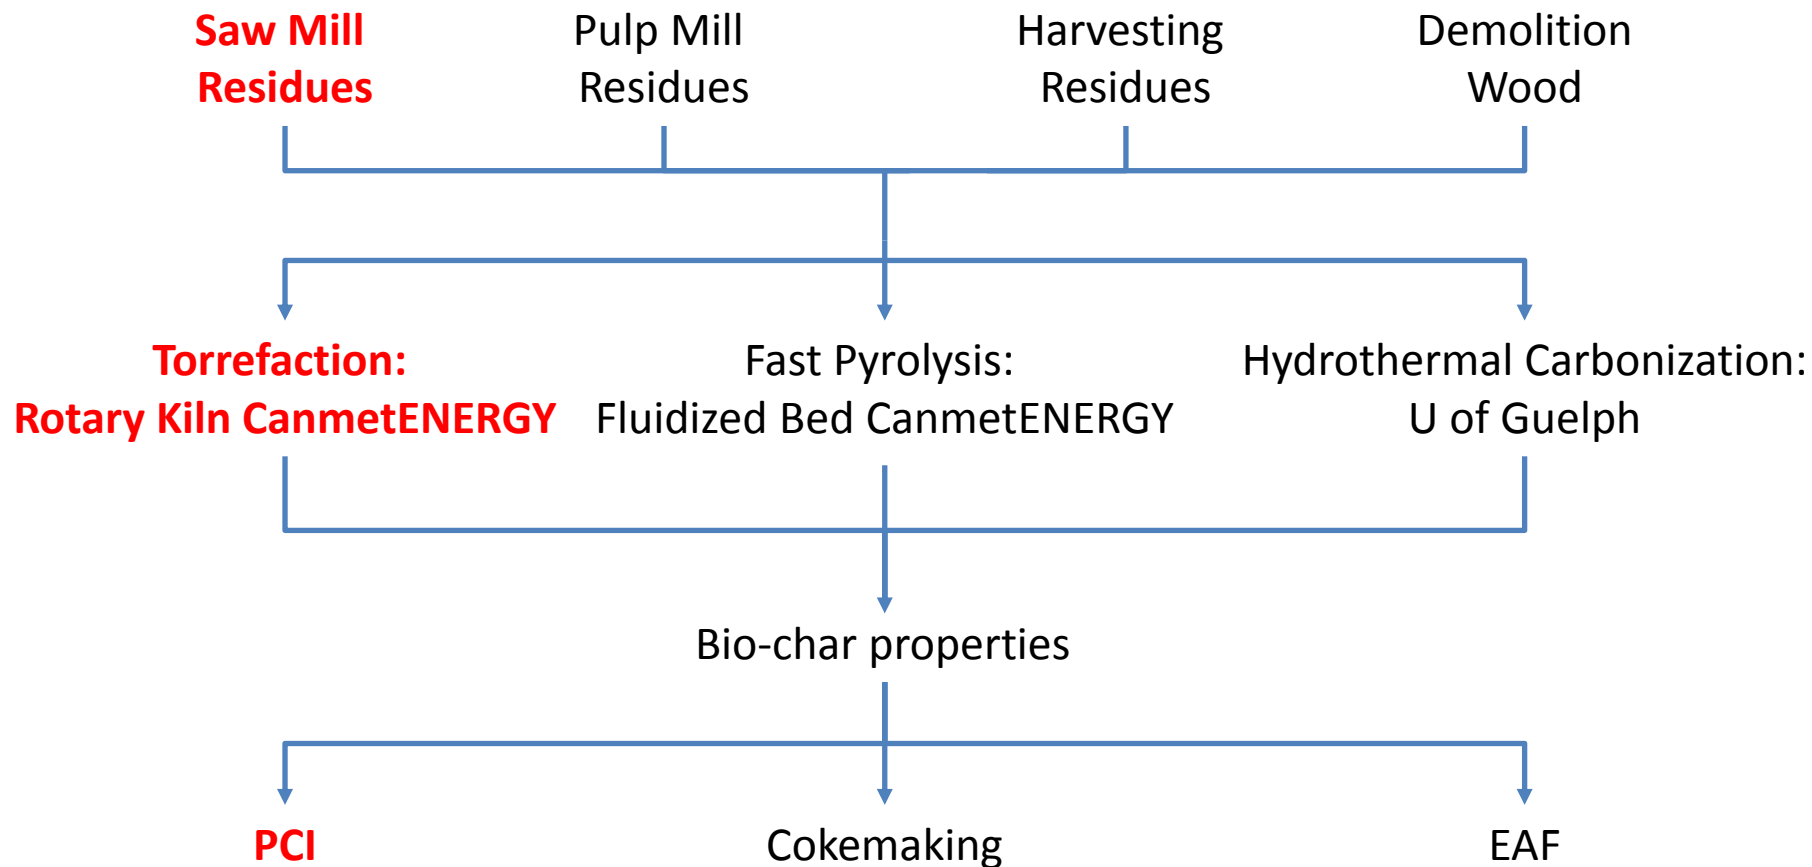 Saw Mill
Residues
Pulp Mill
Residues
Harvesting
Residues
Demolition
Wood
Torrefaction:
Rotary Kiln CanmetENERGY
Fast Pyrolysis:
Fluidized Bed CanmetENERGY
Hydrothermal Carbonization:
U of Guelph
Bio-char properties
PCI
Cokemaking
EAF